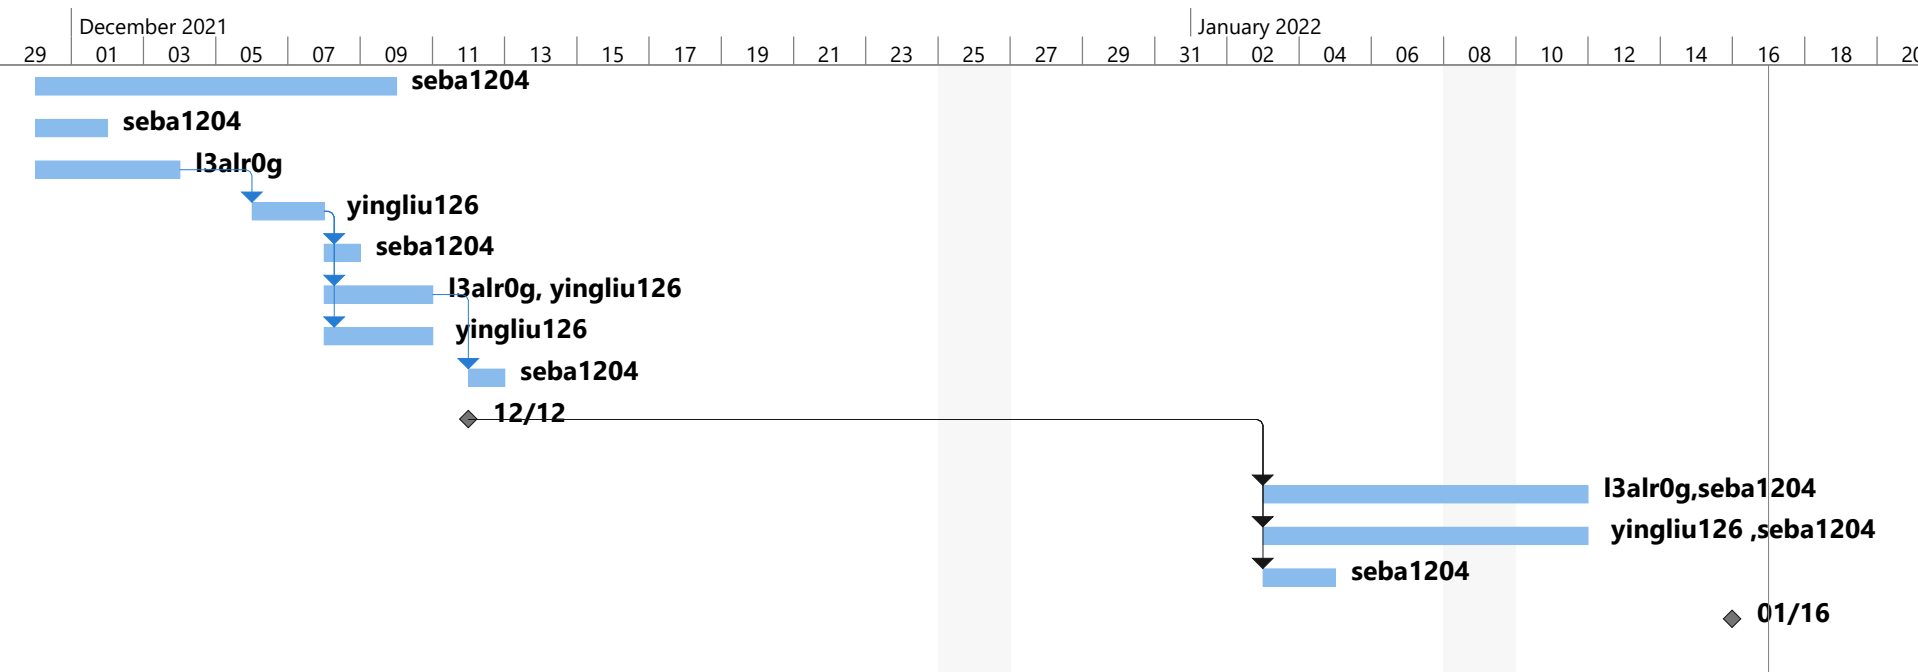 December 2021 January 2022
29 01 03 05 07 09 11 13 15 17 19 21 23 25 27 29 31 02 04 06 08 10 12 14 16 18 20
seba1204
seba1204
l3alr0g
yingliu126
seba1204
l3alr0g, yingliu126
yingliu126
seba1204
12/12
l3alr0g,seba1204
yingliu126 ,seba1204
seba1204
01/16